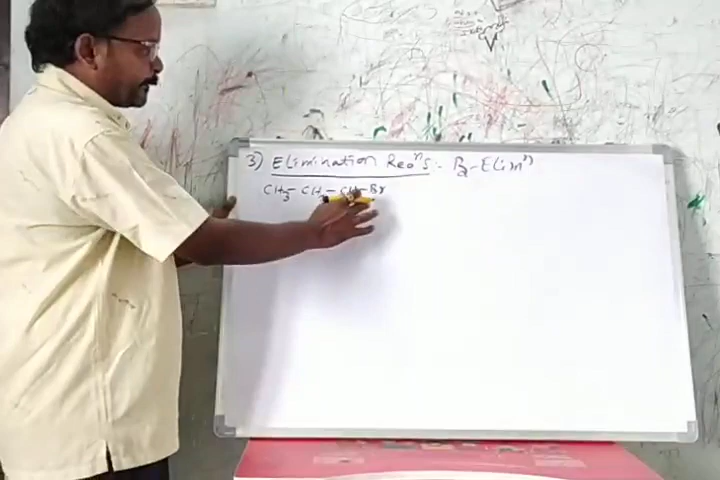 3) Elimination Reaⁿs :- β-Elimⁿ
CH₃- CH₂- CH₂-Br